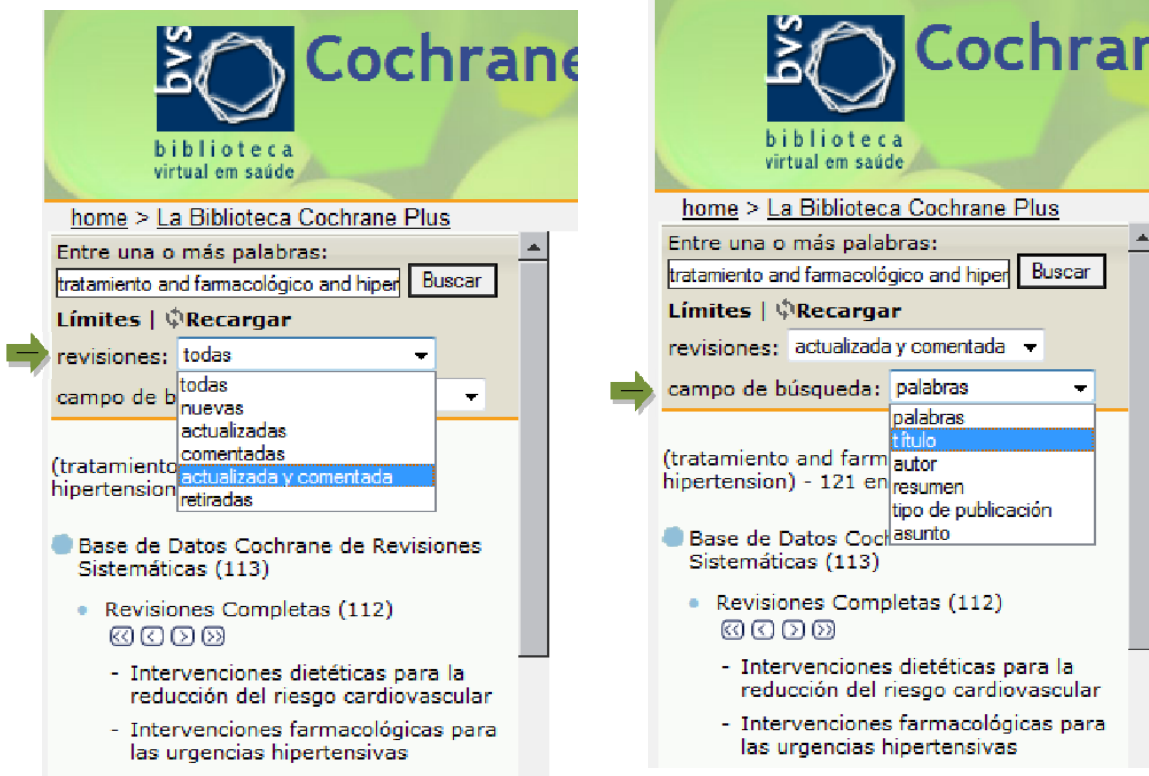 bvs
Cochrane
biblioteca
virtual em saúde
home > La Biblioteca Cochrane Plus
Entre una o más palabras:
tratamiento and farmacológico and hiper Buscar
Límites | Recargar
revisiones: todas
campo de b
todas
nuevas
actualizadas
comentadas
actualizada y comentada
retiradas
(tratamiento
hipertension
Base de Datos Cochrane de Revisiones
Sistemáticas (113)
Revisiones Completas (112)
- Intervenciones dietéticas para la
reducción del riesgo cardiovascular
- Intervenciones farmacológicas para
las urgencias hipertensivas
bvs
Cochran
biblioteca
virtual em saúde
home > La Biblioteca Cochrane Plus
Entre una o más palabras:
tratamiento and farmacológico and hiper Buscar
Límites | Recargar
revisiones: actualizada y comentada
campo de búsqueda: palabras
palabras
título
autor
resumen
tipo de publicación
asunto
(tratamiento and farm
hipertension) - 121 en
Base de Datos Coch
Sistemáticas (113)
Revisiones Completas (112)
- Intervenciones dietéticas para la
reducción del riesgo cardiovascular
- Intervenciones farmacológicas para
las urgencias hipertensivas